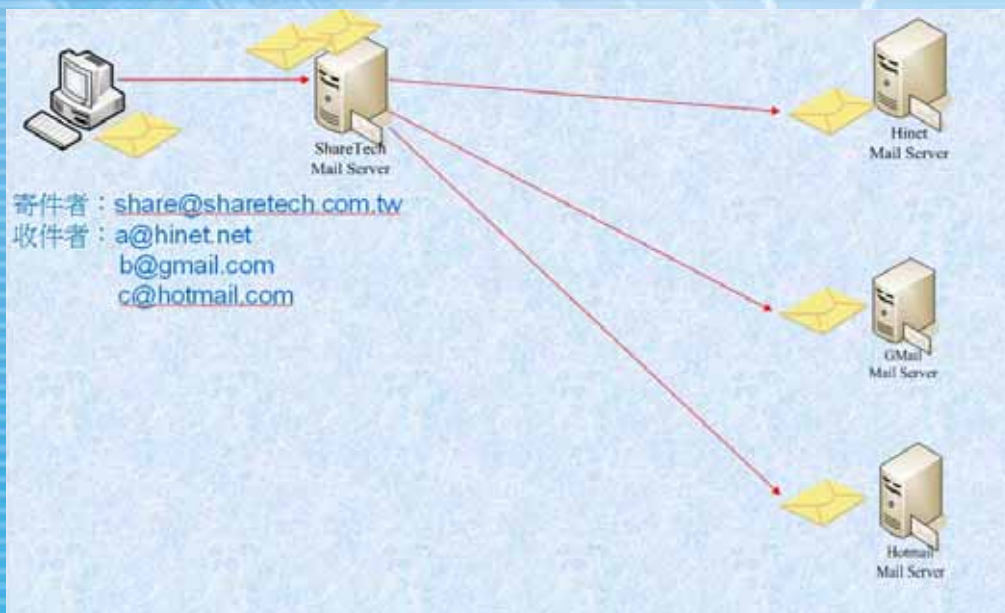 ShareTech
Mail Server
Hinet
Mail Server
寄件者：share@sharetech.com.tw
收件者：a@hinet.net
b@gmail.com
c@hotmail.com
GMail
Mail Server
Hotmail
Mail Server